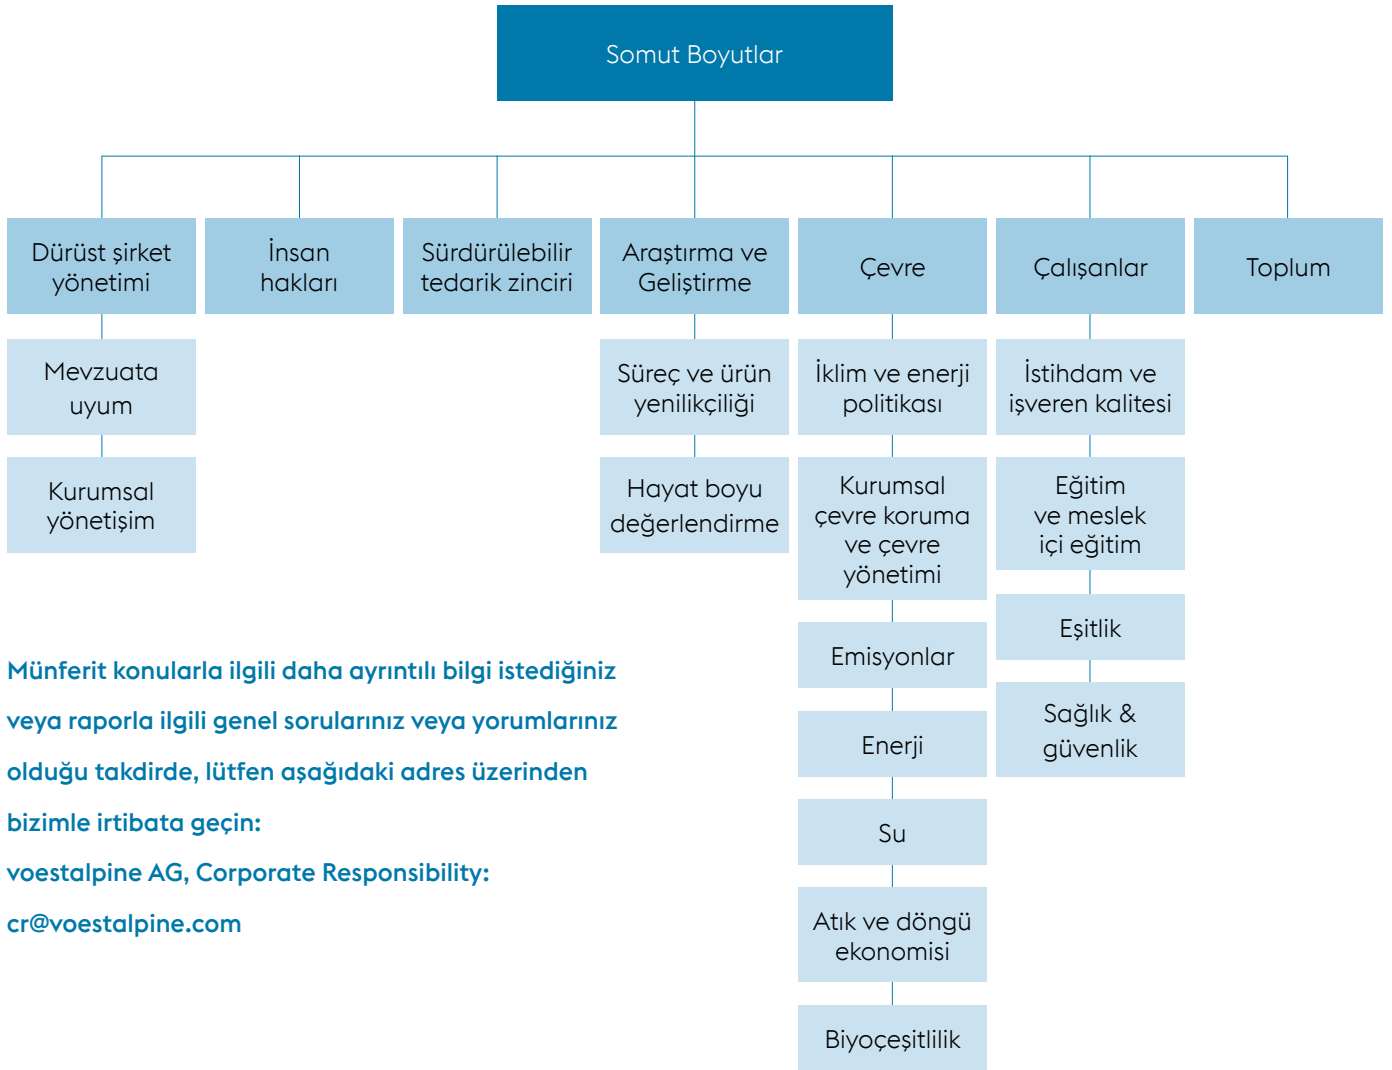 Somut Boyutlar
Dürüst şirket
yönetimi
İnsan
hakları
Sürdürülebilir
tedarik zinciri
Araştırma ve
Geliştirme
Çevre
Çalışanlar
Toplum
Mevzuata
uyum
Kurumsal
yönetişim
Süreç ve ürün
yenilikçiliği
Hayat boyu
değerlendirme
İklim ve enerji
politikası
Kurumsal
çevre koruma
ve çevre
yönetimi
Emisyonlar
Enerji
Su
Atık ve döngü
ekonomisi
Biyoçeşitlilik
İstihdam ve
işveren kalitesi
Eğitim
ve meslek
içi eğitim
Eşitlik
Sağlık &
güvenlik
Münferit konularla ilgili daha ayrıntılı bilgi istediğiniz
veya raporla ilgili genel sorularınız veya yorumlarınız
olduğu takdirde, lütfen aşağıdaki adres üzerinden
bizimle irtibata geçin:
voestalpine AG, Corporate Responsibility:
cr@voestalpine.com